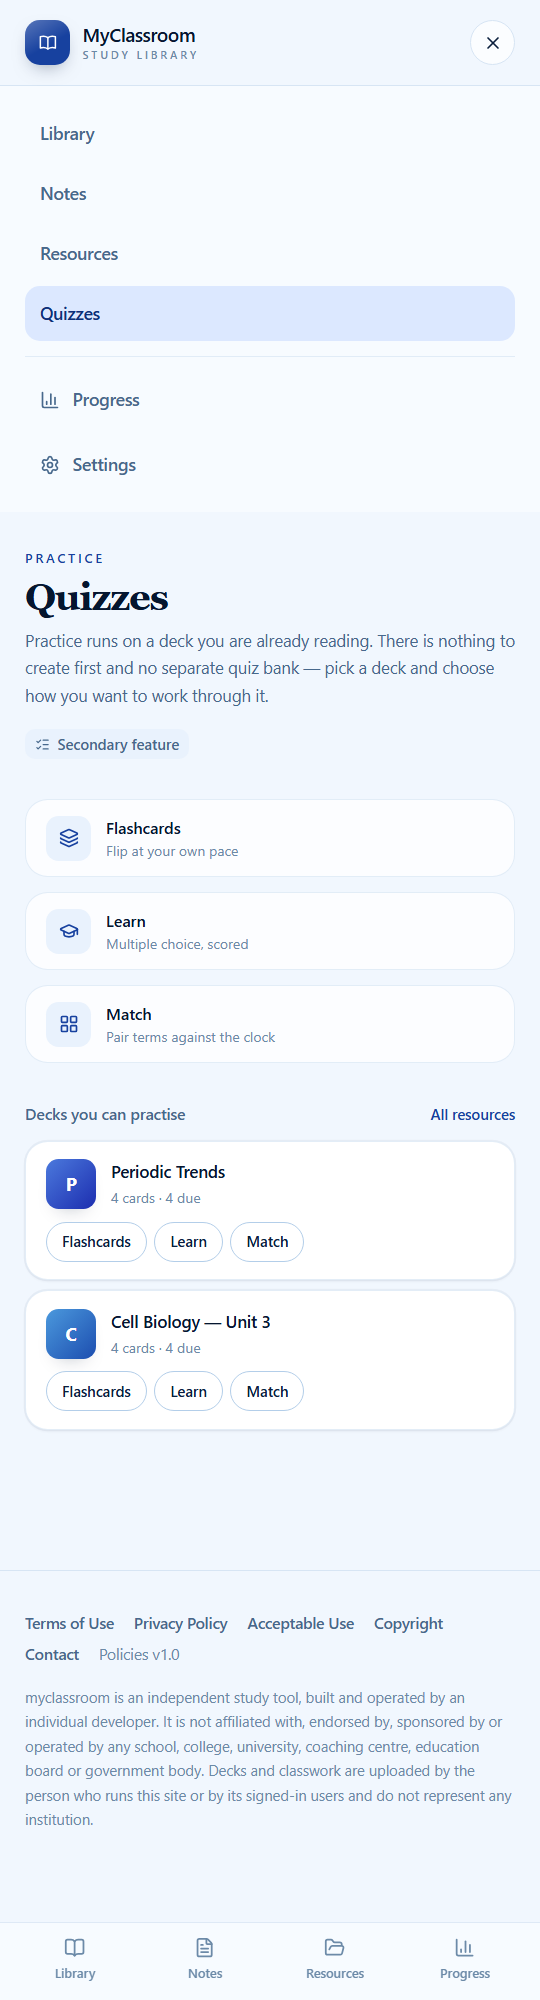 MyClassroom
STUDY LIBRARY
Library
Notes
Resources
Quizzes
Progress
Settings
PRACTICE
Quizzes
Practice runs on a deck you are already reading. There is nothing to
create first and no separate quiz bank — pick a deck and choose
how you want to work through it.
Secondary feature
Flashcards
Flip at your own pace
Learn
Multiple choice, scored
Match
Pair terms against the clock
Decks you can practise All resources
P
Periodic Trends
4 cards · 4 due
Flashcards Learn Match
C
Cell Biology — Unit 3
4 cards · 4 due
Flashcards Learn Match
Terms of Use Privacy Policy Acceptable Use Copyright
Contact Policies v1.0
myclassroom is an independent study tool, built and operated by an
individual developer. It is not affiliated with, endorsed by, sponsored by or
operated by any school, college, university, coaching centre, education
board or government body. Decks and classwork are uploaded by the
person who runs this site or by its signed-in users and do not represent any
institution.
Library Notes Resources Progress